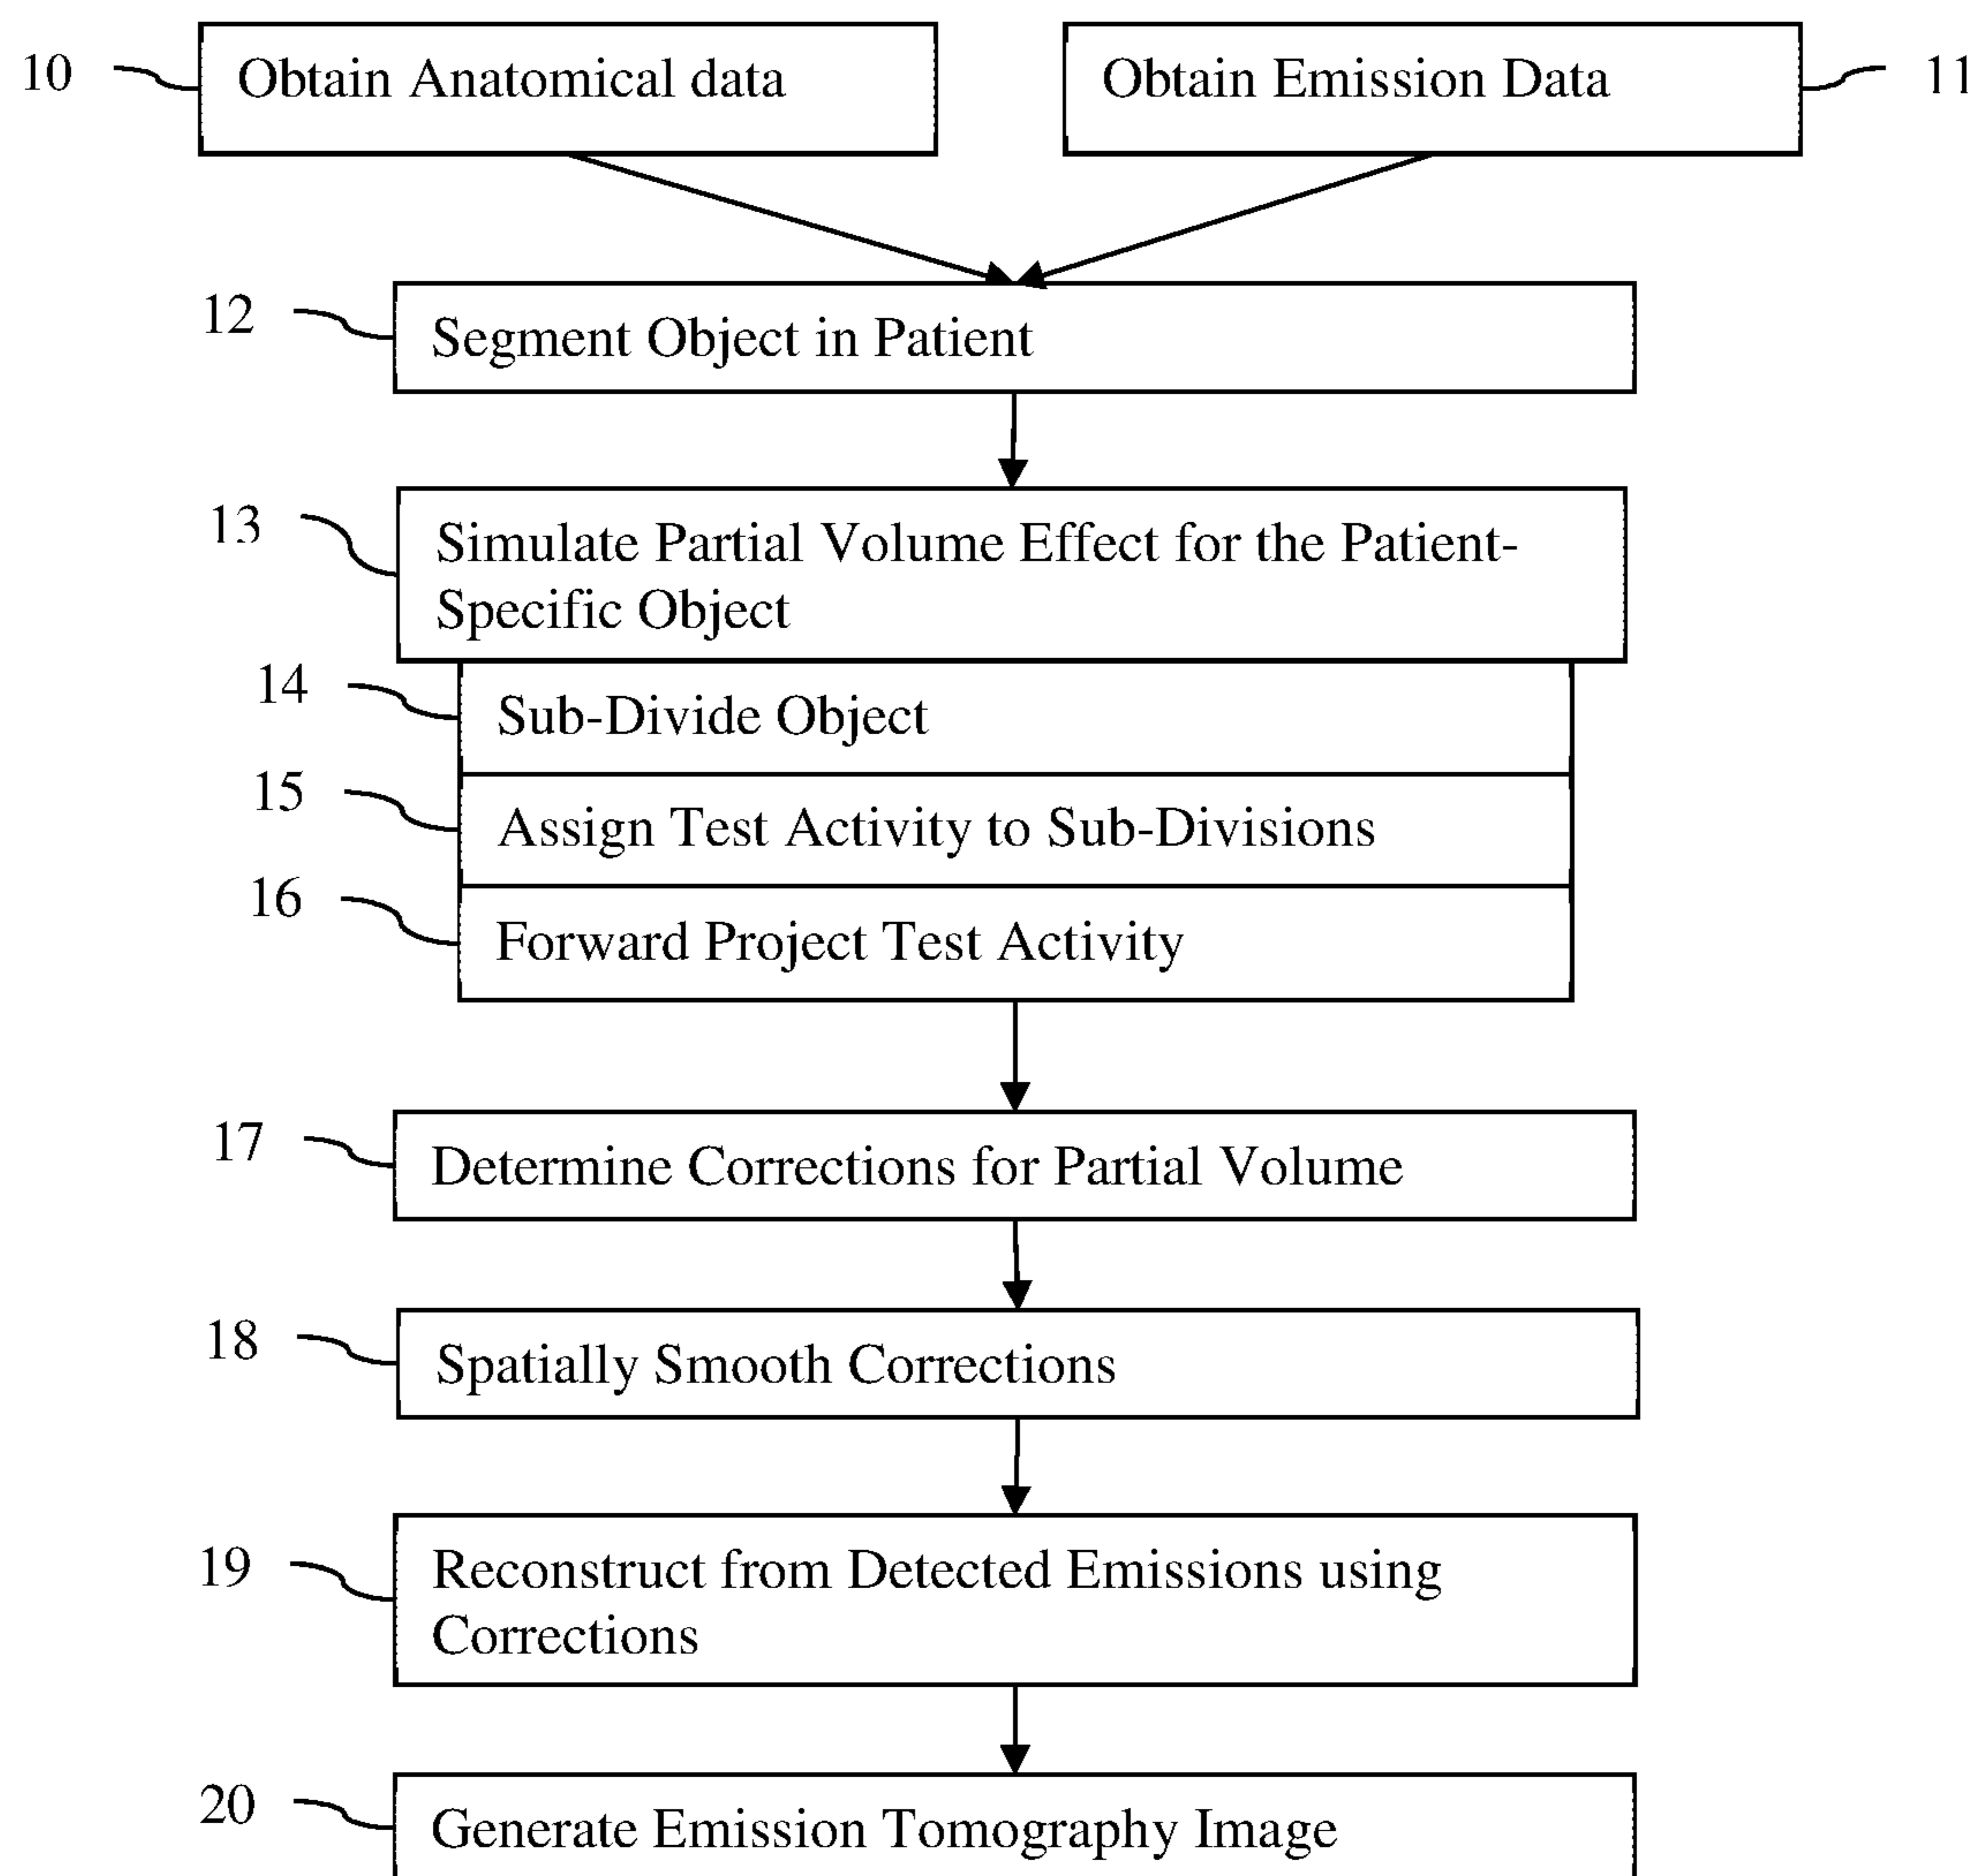 10
Obtain Anatomical data
Obtain Emission Data
11
12
Segment Object in Patient
13
Simulate Partial Volume Effect for the Patient-
Specific Object
14
Sub-Divide Object
15
Assign Test Activity to Sub-Divisions
16
Forward Project Test Activity
17
Determine Corrections for Partial Volume
18
Spatially Smooth Corrections
19
Reconstruct from Detected Emissions using
Corrections
20
Generate Emission Tomography Image